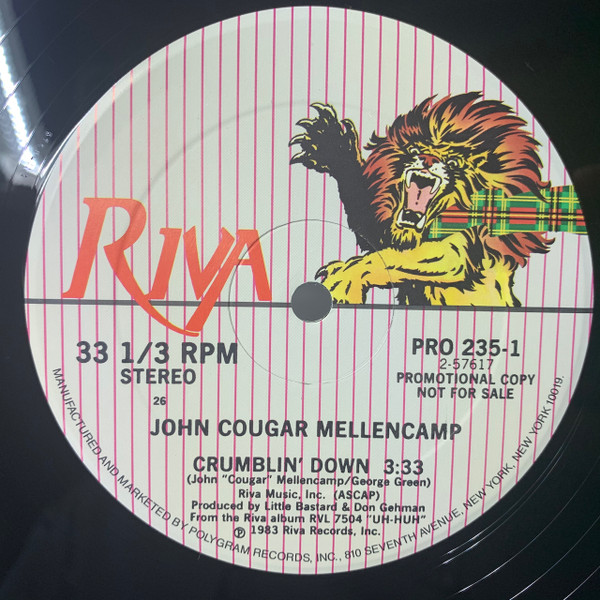 RIVA
33 1/3 RPM
STEREO
26
PRO 235-1
2-57617
PROMOTIONAL COPY
NOT FOR SALE
JOHN COUGAR MELLENCAMP
CRUMBLIN' DOWN 3:33
(John "Cougar" Mellencamp/George Green)
Riva Music, Inc. (ASCAP)
Produced by Little Bastard & Don Gehman
From the Riva album RVL 7504 "UH-HUH"
℗ 1983 Riva Records, Inc.
MANUFACTURED AND MARKETED BY POLYGRAM RECORDS, INC., 810 SEVENTH AVENUE, NEW YORK, NEW YORK 10019.